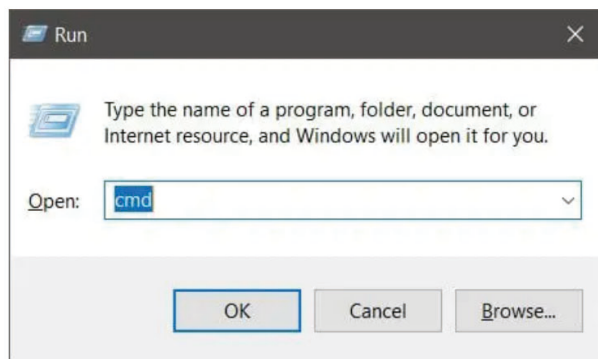 Run
Type the name of a program, folder, document, or
Internet resource, and Windows will open it for you.
Open: cmd
OK Cancel Browse...